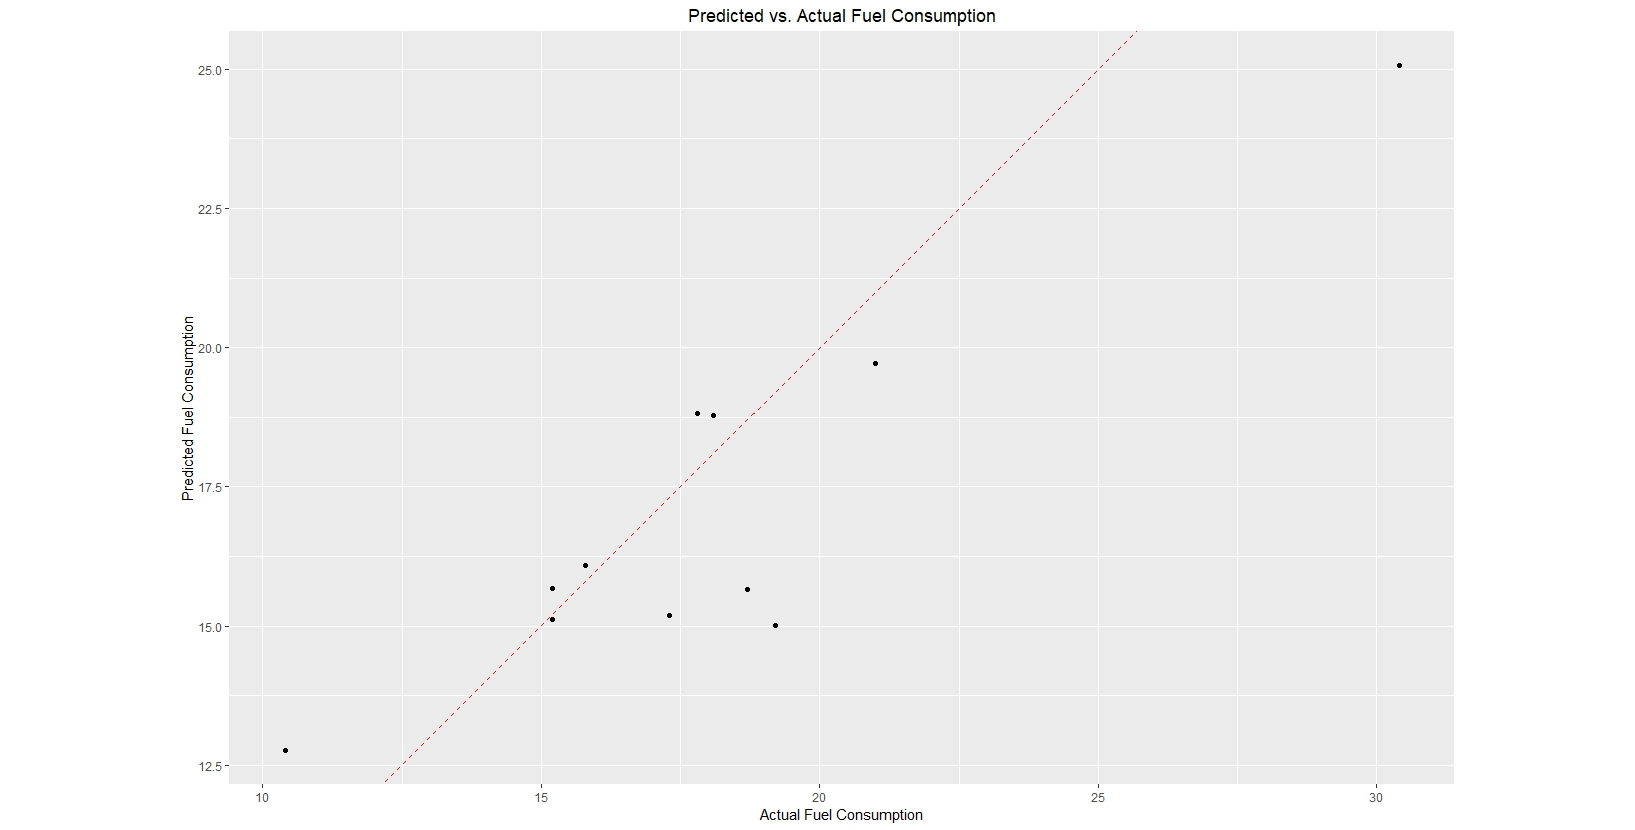 Predicted vs. Actual Fuel Consumption
Predicted Fuel Consumption
25.0
22.5
20.0
17.5
15.0
12.5
10 15 20 25 30
Actual Fuel Consumption